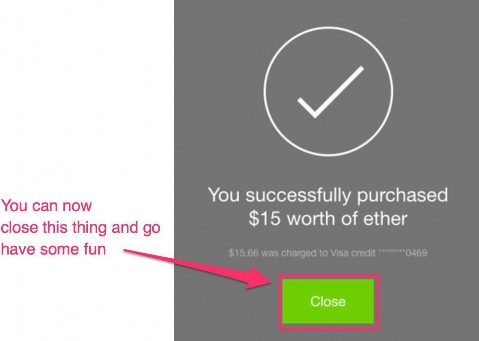 You successfully purchased
$15 worth of ether
You can now
close this thing and go
have some fun
$15.66 was charged to Visa credit ********0469
Close